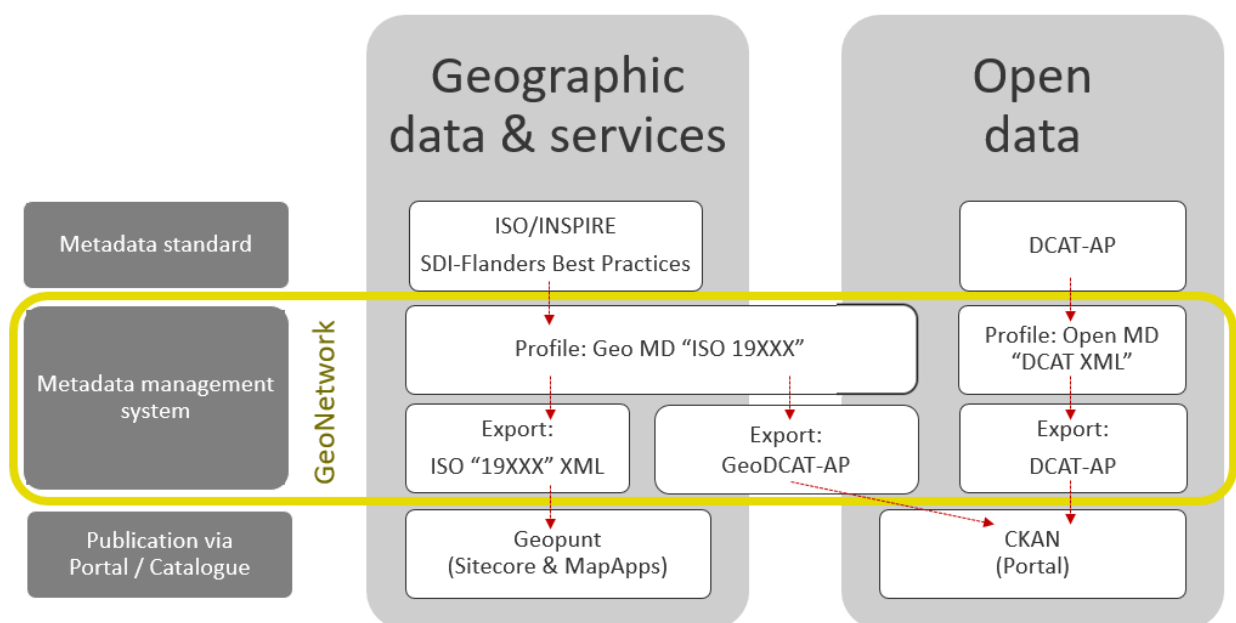 Geographic
data & services
Open
data
Metadata standard
ISO/INSPIRE
SDI-Flanders Best Practices
DCAT-AP
Metadata management
system
GeoNetwork
Profile: Geo MD “ISO 19XXX”
Profile: Open MD
“DCAT XML”
Export:
ISO “19XXX” XML
Export:
GeoDCAT-AP
Export:
DCAT-AP
Publication via
Portal / Catalogue
Geopunt
(Sitecore & MapApps)
CKAN
(Portal)